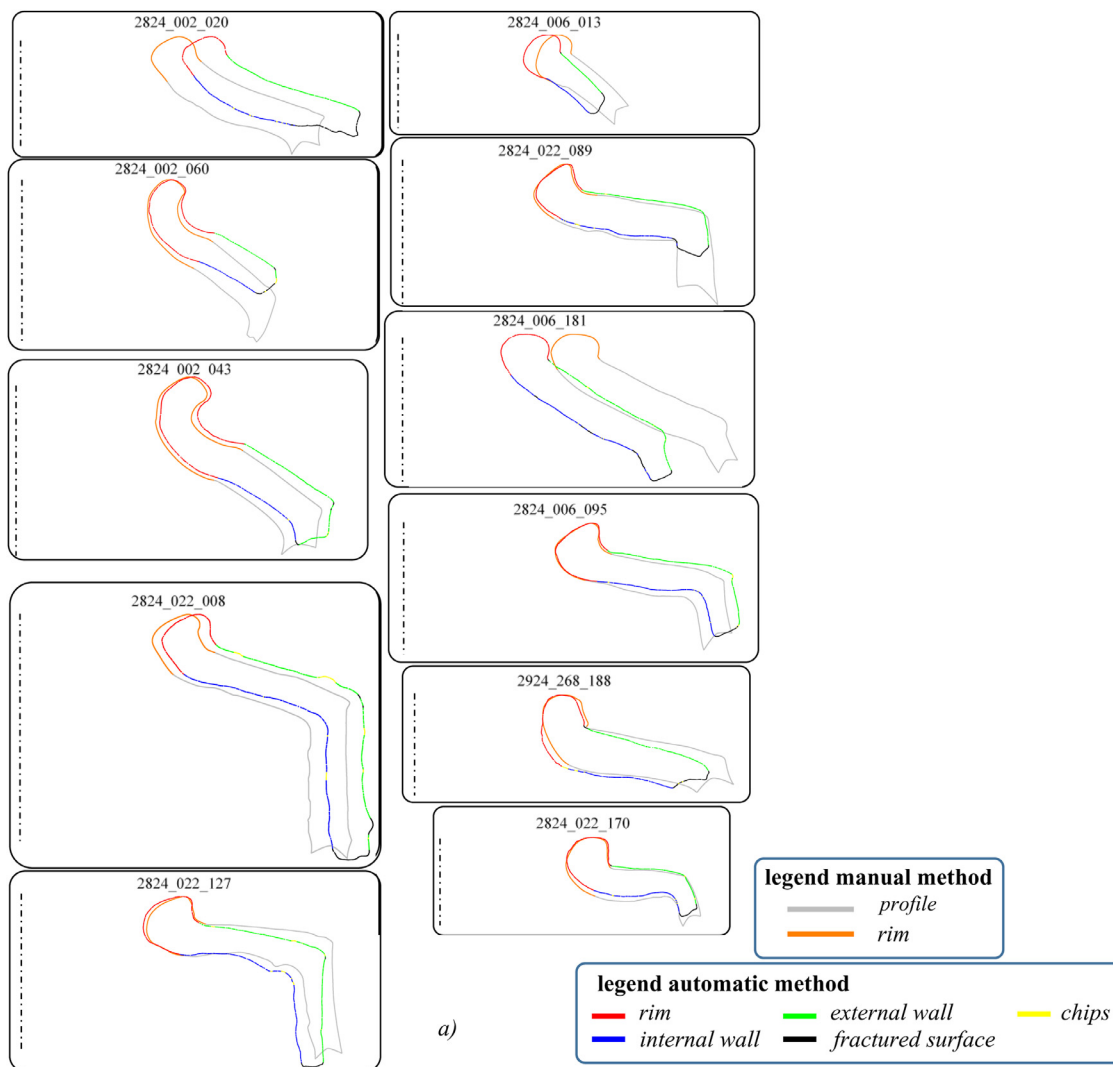 2824_002_020
2824_006_013
2824_002_060
2824_022_089
2824_006_181
2824_002_043
2824_006_095
2824_022_008
2924_268_188
2824_022_170
2824_022_127
a)
legend manual method
profile
rim
legend automatic method
rim external wall chips
internal wall fractured surface